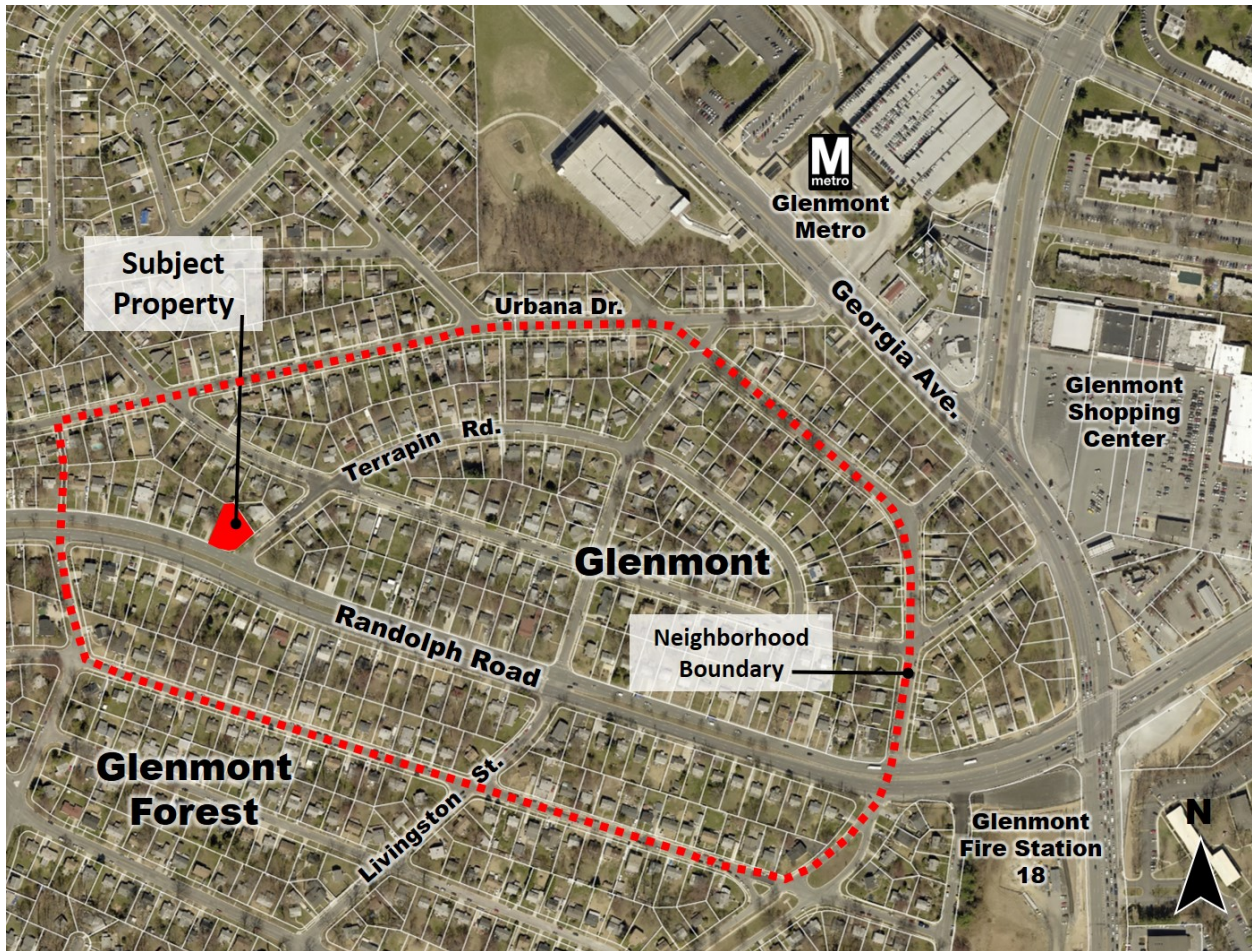 M
metro
Glenmont
Metro
Subject
Property
Urbana Dr.
Georgia Ave.
Glenmont
Shopping
Center
Terrapin Rd.
Glenmont
Randolph Road
Neighborhood
Boundary
Glenmont
Forest
Livingston St.
Glenmont
Fire Station
18
N